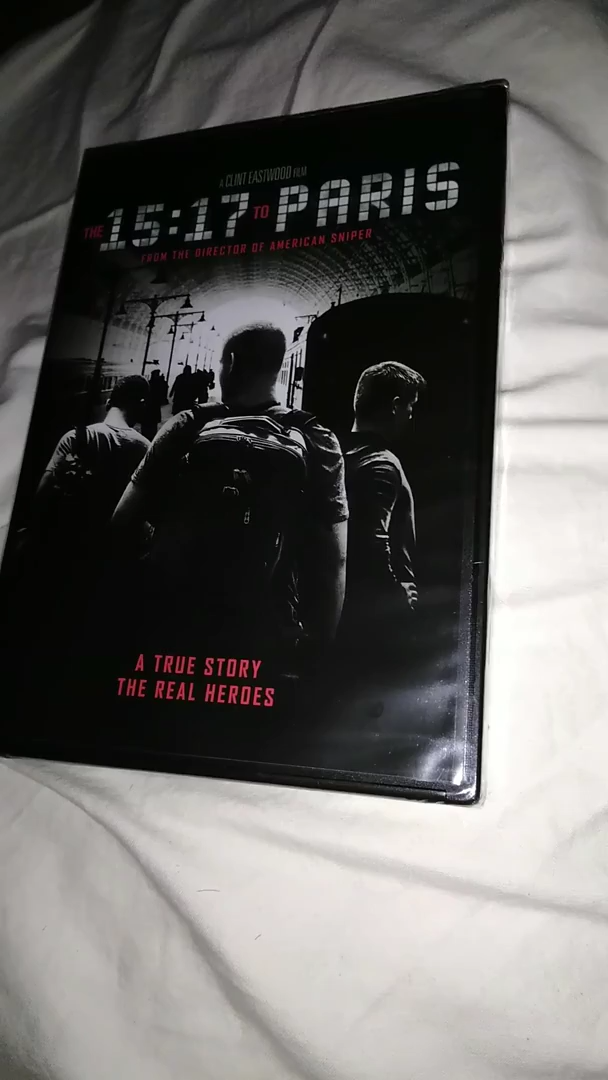 A CLINT EASTWOOD FILM
THE 15:17 TO PARIS
FROM THE DIRECTOR OF AMERICAN SNIPER
A TRUE STORY
THE REAL HEROES